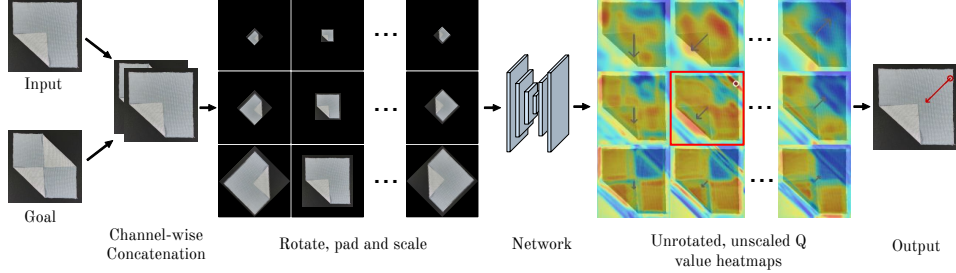 Input
Goal
Channel-wise
Concatenation
Rotate, pad and scale
Network
Unrotated, unscaled Q
value heatmaps
Output